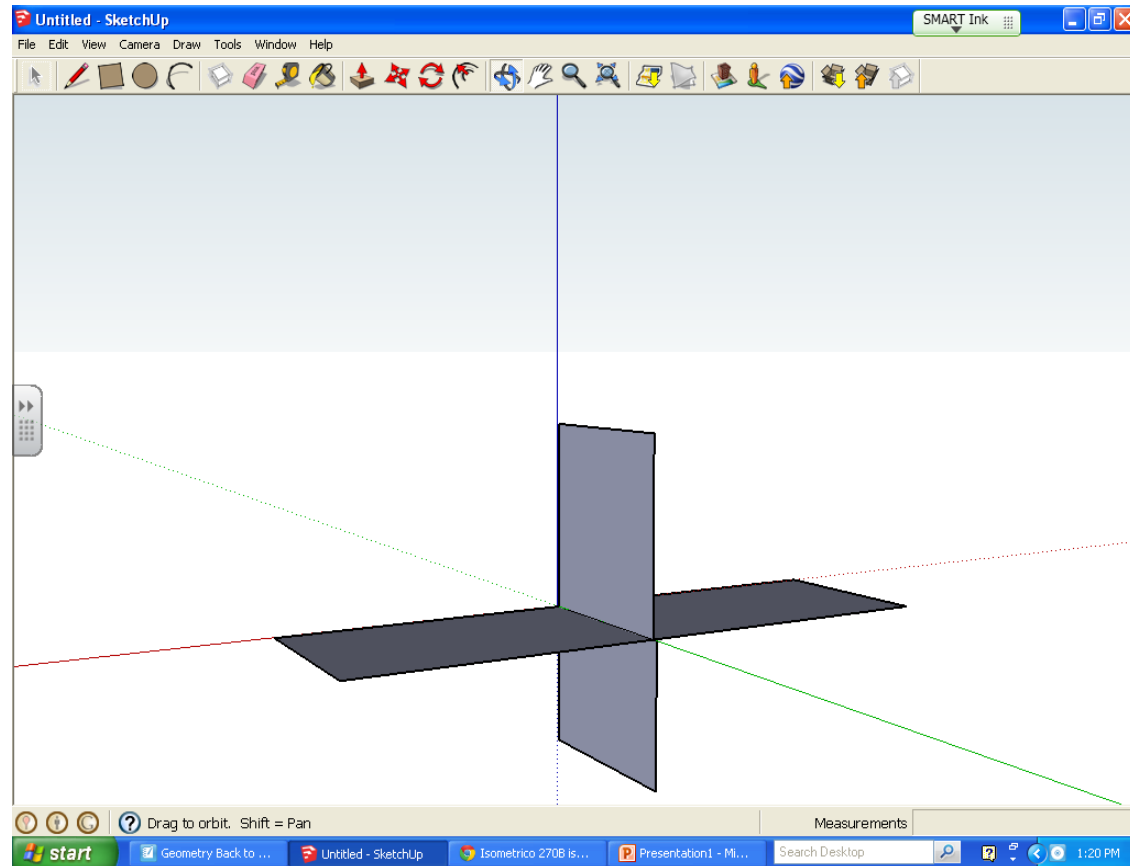 Untitled - SketchUp
SMART Ink
File Edit View Camera Draw Tools Window Help
Drag to orbit. Shift = Pan
Measurements
start
Geometry Back to ...
Untitled - SketchUp
Isometrico 270B is...
Presentation1 - Mi...
Search Desktop
1:20 PM